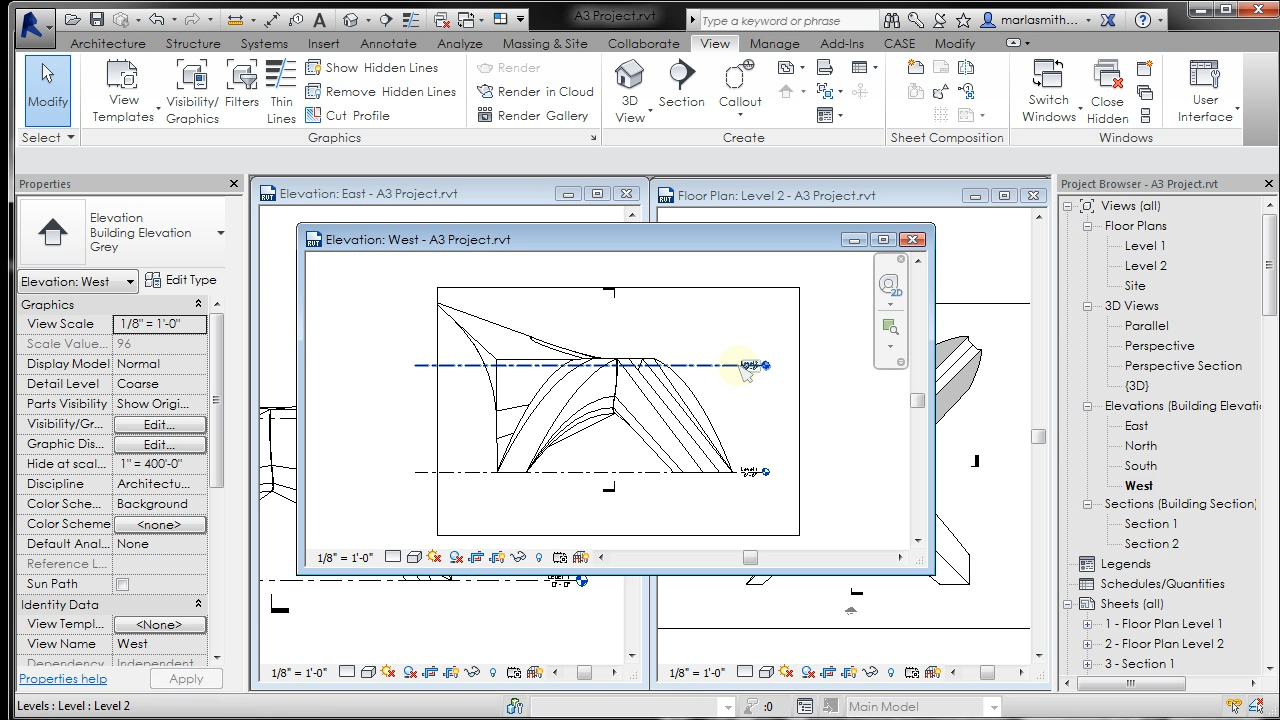 A3 Project.rvt
Type a keyword or phrase
marlasmith...
Architecture Structure Systems Insert Annotate Analyze Massing & Site Collaborate View Manage Add-Ins CASE Modify
Modify
View Templates
Visibility/ Graphics
Filters
Thin Lines
Show Hidden Lines
Remove Hidden Lines
Cut Profile
Render
Render in Cloud
Render Gallery
3D View
Section
Callout
Switch Windows
Close Hidden
User Interface
Select Graphics Create Sheet Composition Windows
Properties
Elevation
Building Elevation
Grey
Elevation: West
Edit Type
Graphics
View Scale 1/8" = 1'-0"
Scale Value... 96
Display Model Normal
Detail Level Coarse
Parts Visibility Show Origi...
Visibility/Gr... Edit...
Graphic Dis... Edit...
Hide at scal... 1" = 400'-0"
Discipline Architectu...
Color Sche... Background
Color Scheme <none>
Default Anal... None
Reference L...
Sun Path
Identity Data
View Templ... <None>
View Name West
Dependency Independent
Properties help
Apply
Elevation: East - A3 Project.rvt
1/8" = 1'-0"
Floor Plan: Level 2 - A3 Project.rvt
1/8" = 1'-0"
Elevation: West - A3 Project.rvt
2D
1/8" = 1'-0"
Project Browser - A3 Project.rvt
Views (all)
Floor Plans
Level 1
Level 2
Site
3D Views
Parallel
Perspective
Perspective Section
{3D}
Elevations (Building Elevatio
East
North
South
West
Sections (Building Section)
Section 1
Section 2
Legends
Schedules/Quantities
Sheets (all)
1 - Floor Plan Level 1
2 - Floor Plan Level 2
3 - Section 1
Levels : Level : Level 2
:0
Main Model